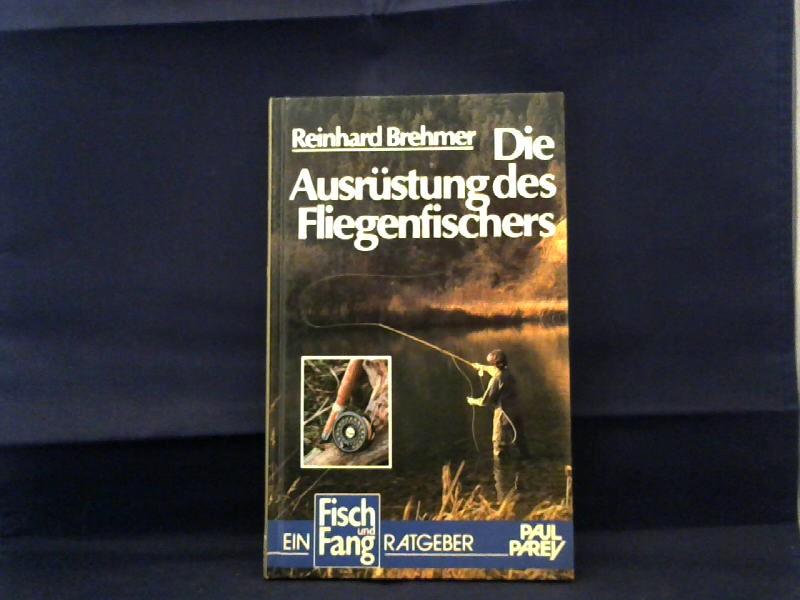 Reinhard Brehmer
Die
Ausrüstung des
Fliegenfischers
EIN
Fisch
und
Fang
RATGEBER
PAUL
PAREY